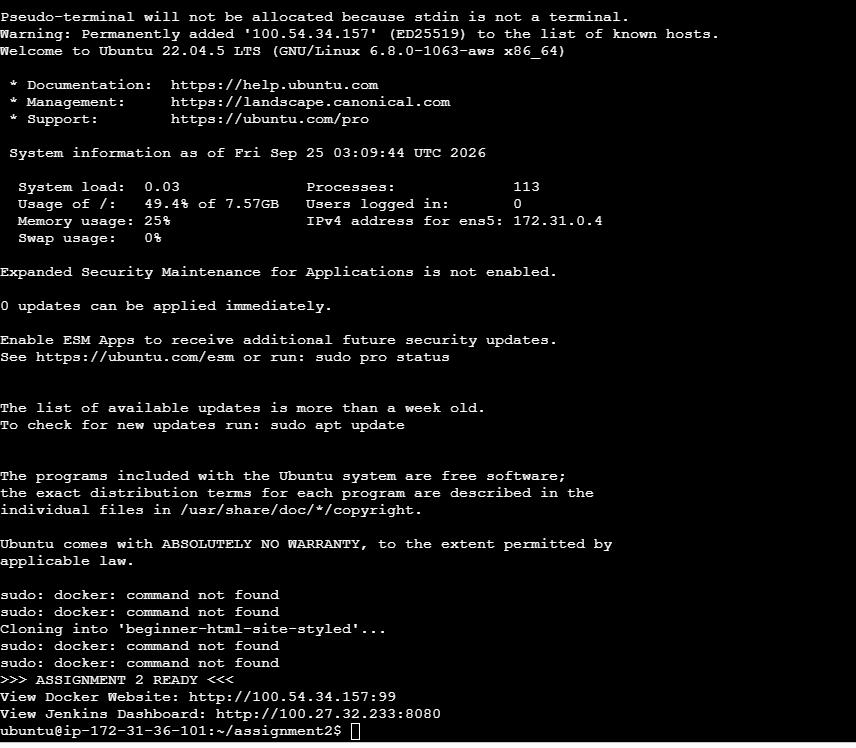 Pseudo-terminal will not be allocated because stdin is not a terminal.
Warning: Permanently added '100.54.34.157' (ED25519) to the list of known hosts.
Welcome to Ubuntu 22.04.5 LTS (GNU/Linux 6.8.0-1063-aws x86_64)
* Documentation:  https://help.ubuntu.com
* Management:     https://landscape.canonical.com
* Support:        https://ubuntu.com/pro
System information as of Fri Sep 25 03:09:44 UTC 2026
System load:  0.03               Processes:             113
Usage of /:   49.4% of 7.57GB   Users logged in:       0
Memory usage: 25%               IPv4 address for ens5: 172.31.0.4
Swap usage:   0%
Expanded Security Maintenance for Applications is not enabled.
0 updates can be applied immediately.
Enable ESM Apps to receive additional future security updates.
See https://ubuntu.com/esm or run: sudo pro status
The list of available updates is more than a week old.
To check for new updates run: sudo apt update
The programs included with the Ubuntu system are free software;
the exact distribution terms for each program are described in the
individual files in /usr/share/doc/*/copyright.
Ubuntu comes with ABSOLUTELY NO WARRANTY, to the extent permitted by
applicable law.
sudo: docker: command not found
sudo: docker: command not found
Cloning into 'beginner-html-site-styled'...
sudo: docker: command not found
sudo: docker: command not found
>>> ASSIGNMENT 2 READY <<<
View Docker Website: http://100.54.34.157:99
View Jenkins Dashboard: http://100.27.32.233:8080
ubuntu@ip-172-31-36-101:~/assignment2$